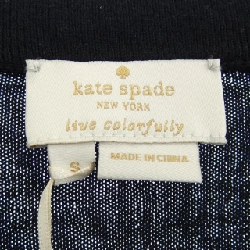 kate spade
NEW YORK
live colorfully
S
MADE IN CHINA